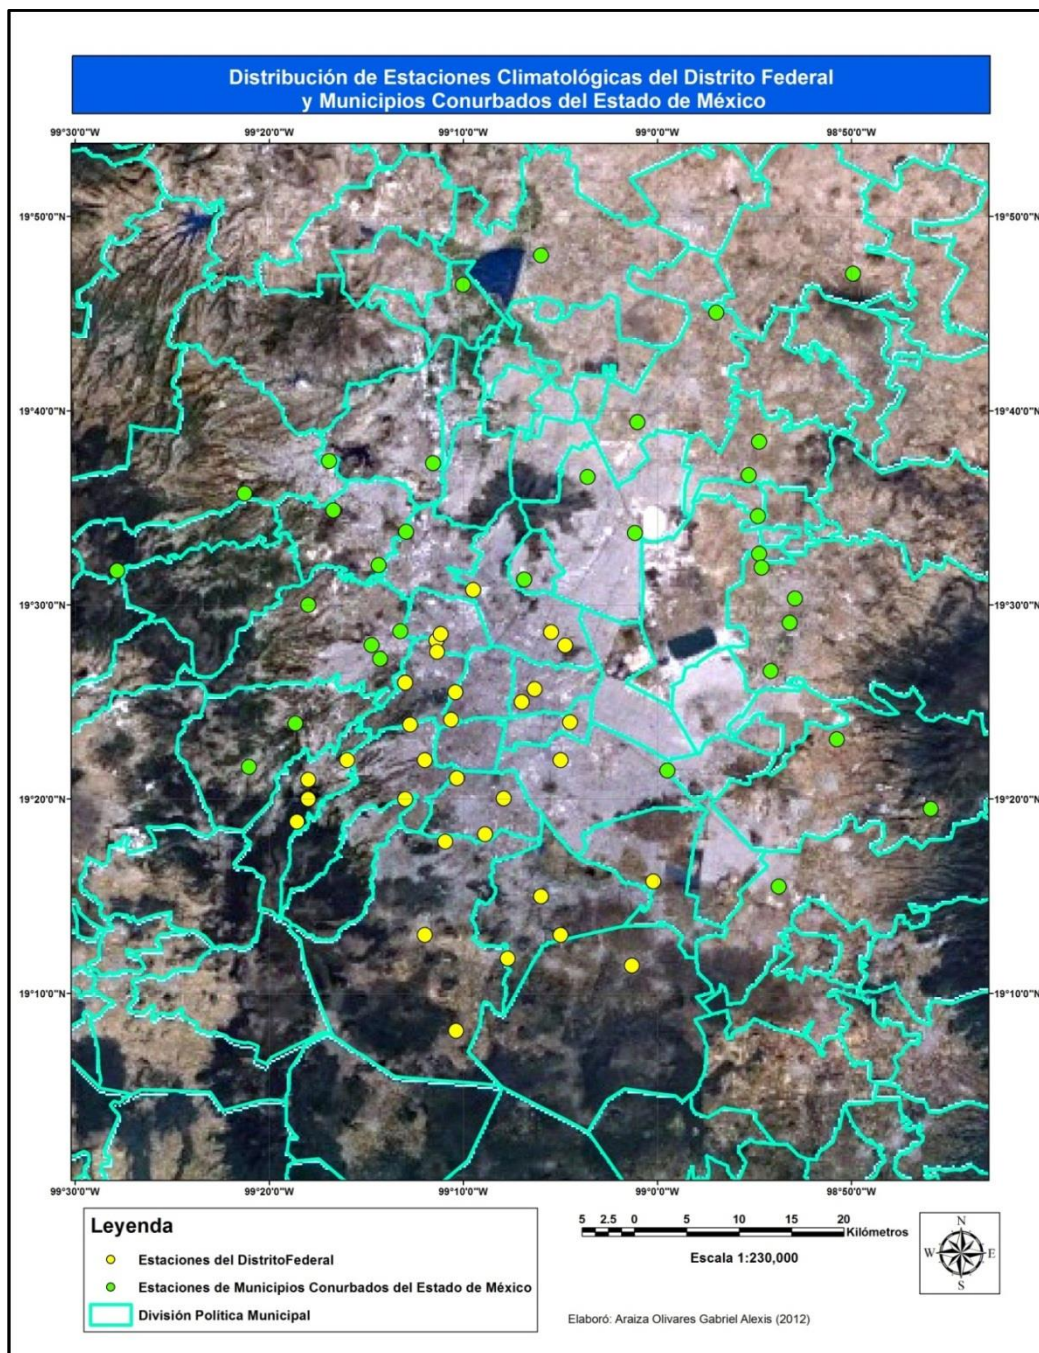 Distribución de Estaciones Climatológicas del Distrito Federal
y Municipios Conurbados del Estado de México
99°30'0"W 99°20'0"W 99°10'0"W 99°0'0"W 98°50'0"W
19°50'0"N 19°50'0"N
19°40'0"N 19°40'0"N
19°30'0"N 19°30'0"N
19°20'0"N 19°20'0"N
19°10'0"N 19°10'0"N
99°30'0"W 99°20'0"W 99°10'0"W 99°0'0"W 98°50'0"W
Leyenda
Estaciones del DistritoFederal
Estaciones de Municipios Conurbados del Estado de México
División Política Municipal
5 2.5 0 5 10 15 20
Kilómetros
Escala 1:230,000
N
W E
S
Elaboró: Araiza Olivares Gabriel Alexis (2012)